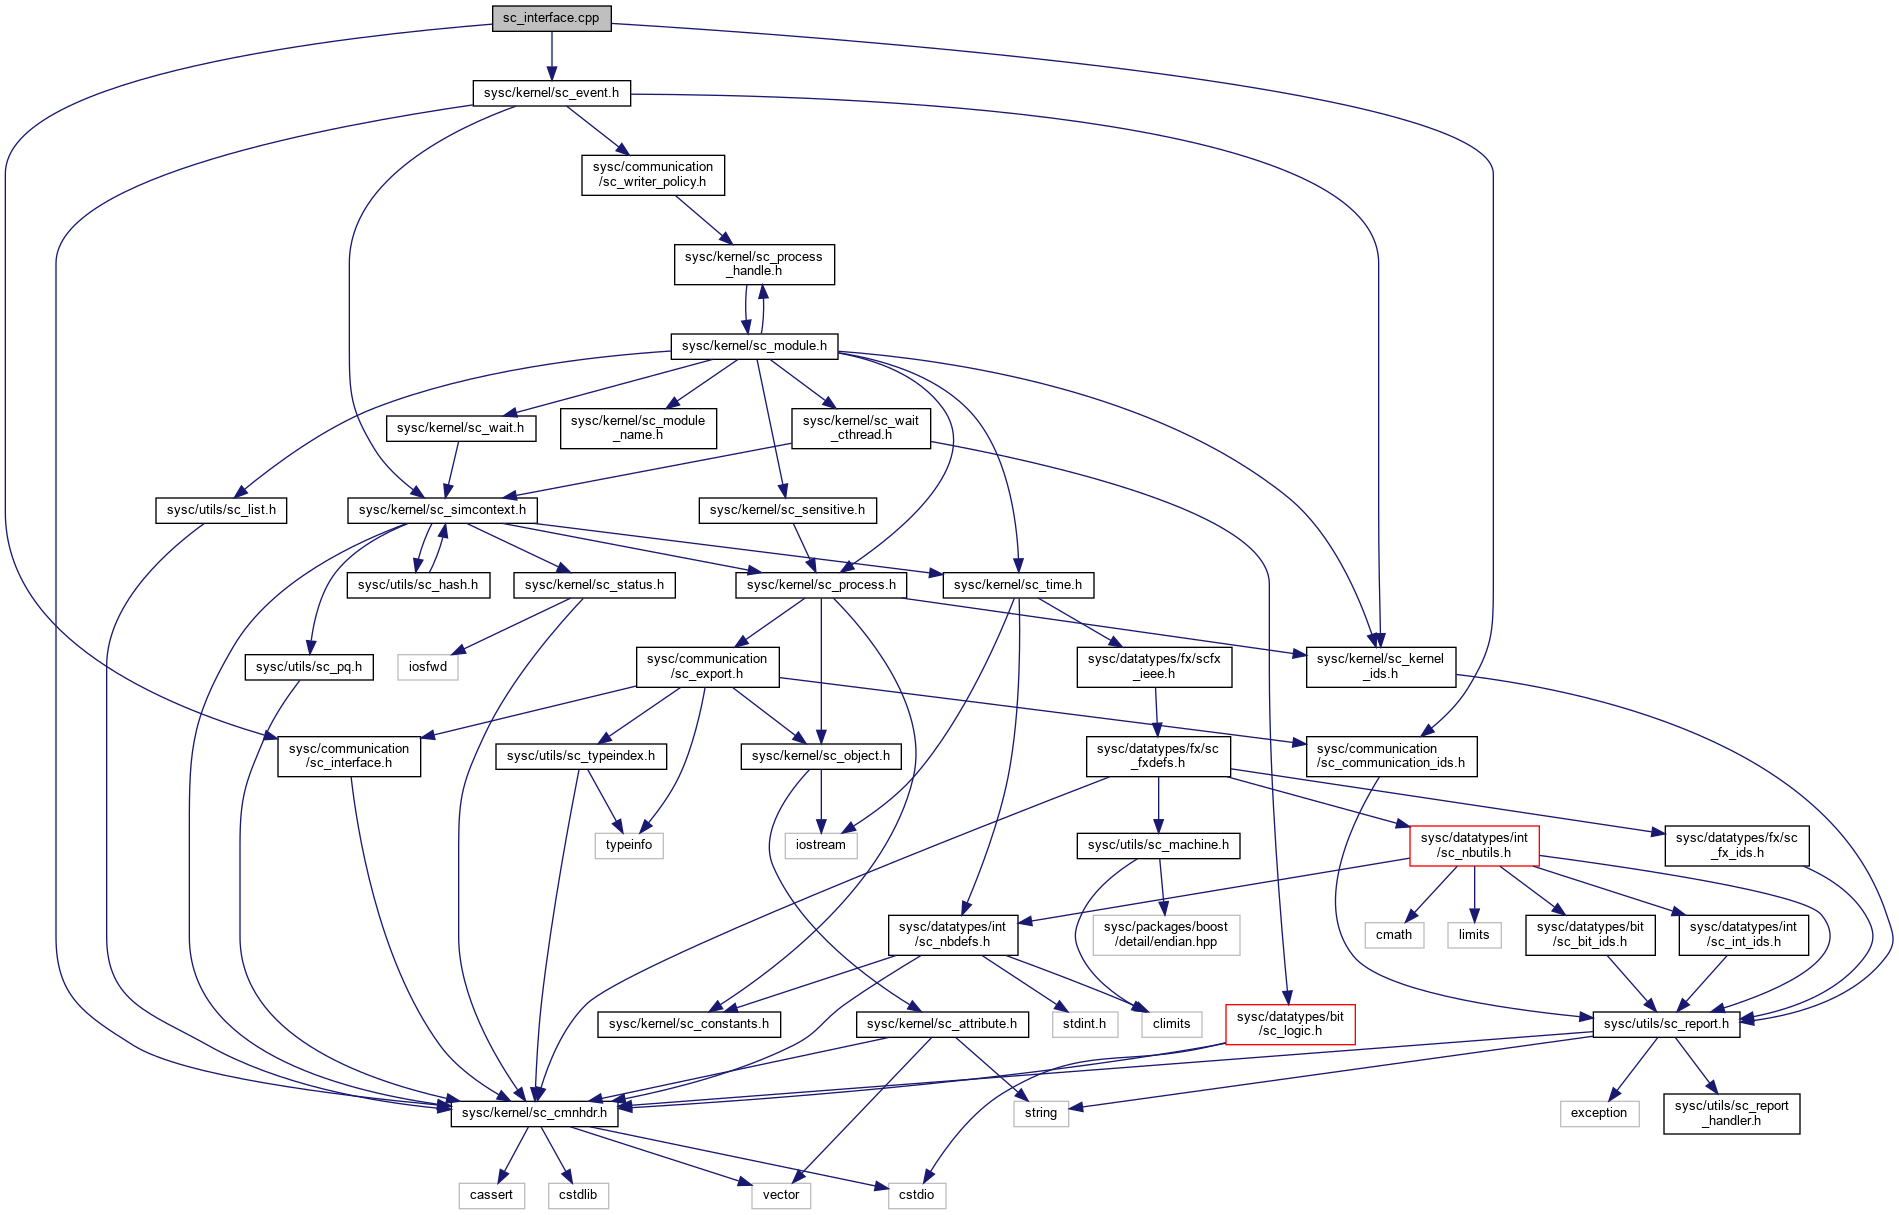 sc_interface.cpp
sysc/kernel/sc_event.h
sysc/communication
/sc_writer_policy.h
sysc/kernel/sc_process
_handle.h
sysc/kernel/sc_module.h
sysc/kernel/sc_wait.h
sysc/kernel/sc_module
_name.h
sysc/kernel/sc_wait
_cthread.h
sysc/utils/sc_list.h
sysc/kernel/sc_simcontext.h
sysc/kernel/sc_sensitive.h
sysc/utils/sc_hash.h
sysc/kernel/sc_status.h
sysc/kernel/sc_process.h
sysc/kernel/sc_time.h
sysc/utils/sc_pq.h
iosfwd
sysc/communication
/sc_export.h
sysc/datatypes/fx/scfx
_ieee.h
sysc/kernel/sc_kernel
_ids.h
sysc/communication
/sc_interface.h
sysc/utils/sc_typeindex.h
sysc/kernel/sc_object.h
sysc/datatypes/fx/sc
_fxdefs.h
sysc/communication
/sc_communication_ids.h
typeinfo
iostream
sysc/utils/sc_machine.h
sysc/datatypes/int
/sc_nbutils.h
sysc/datatypes/fx/sc
_fx_ids.h
sysc/datatypes/int
/sc_nbdefs.h
sysc/packages/boost
/detail/endian.hpp
cmath
limits
sysc/datatypes/bit
/sc_bit_ids.h
sysc/datatypes/int
/sc_int_ids.h
sysc/kernel/sc_constants.h
sysc/kernel/sc_attribute.h
stdint.h
climits
sysc/datatypes/bit
/sc_logic.h
sysc/utils/sc_report.h
sysc/kernel/sc_cmnhdr.h
string
exception
sysc/utils/sc_report
_handler.h
cassert
cstdlib
vector
cstdio